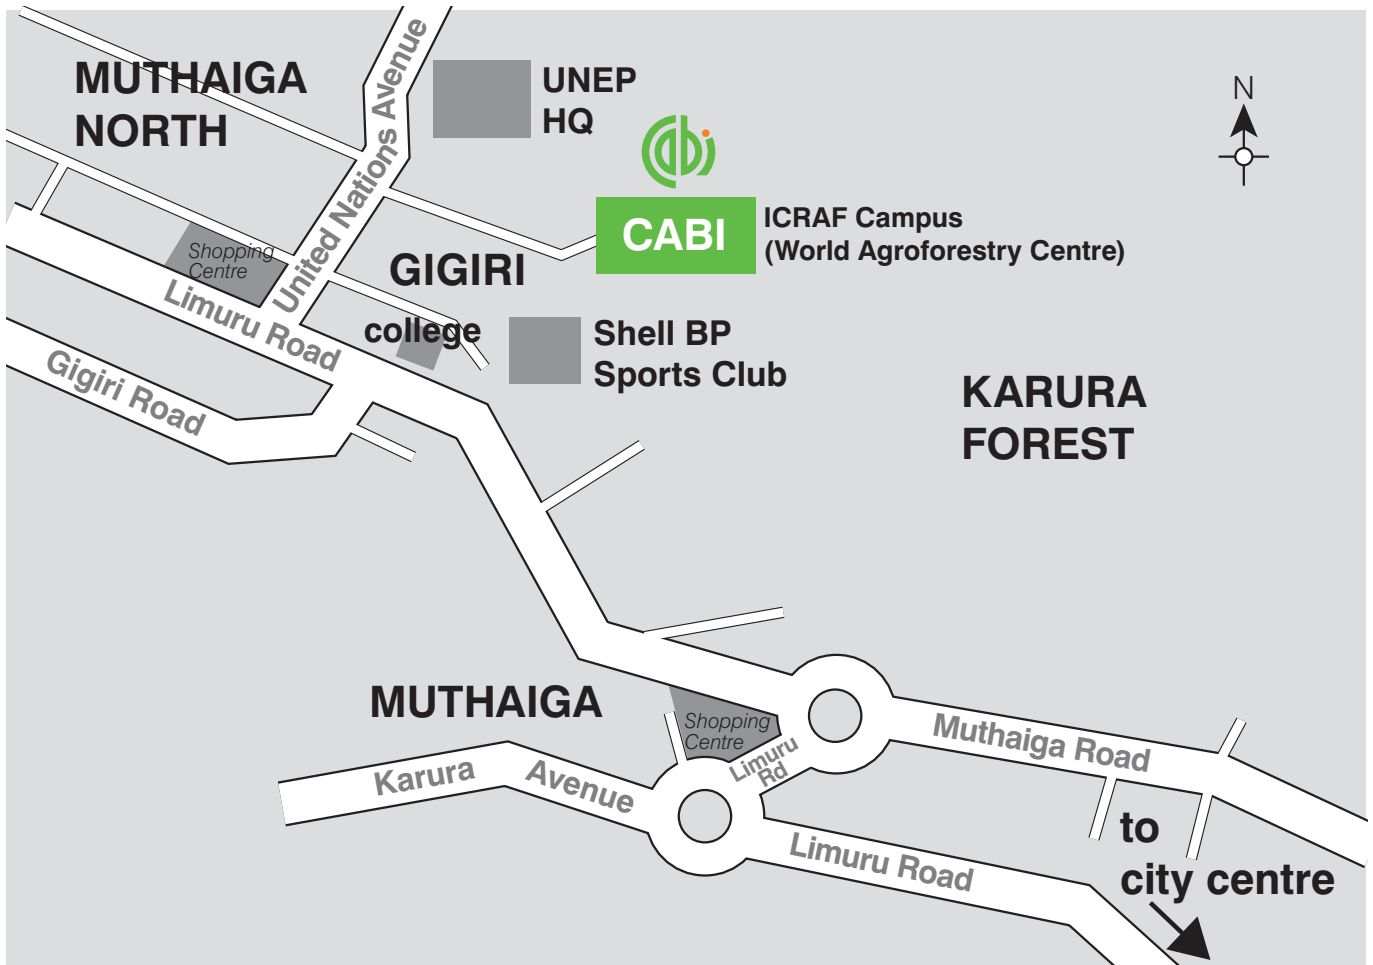 MUTHAIGA
NORTH
United Nations Avenue
UNEP
HQ
N
cabi
CABI
ICRAF Campus
(World Agroforestry Centre)
Shopping
Centre
GIGIRI
Limuru Road
college
Shell BP
Sports Club
Gigiri Road
KARURA
FOREST
MUTHAIGA
Shopping
Centre
Limuru
Rd
Muthaiga Road
Karura Avenue
Limuru Road
to
city centre